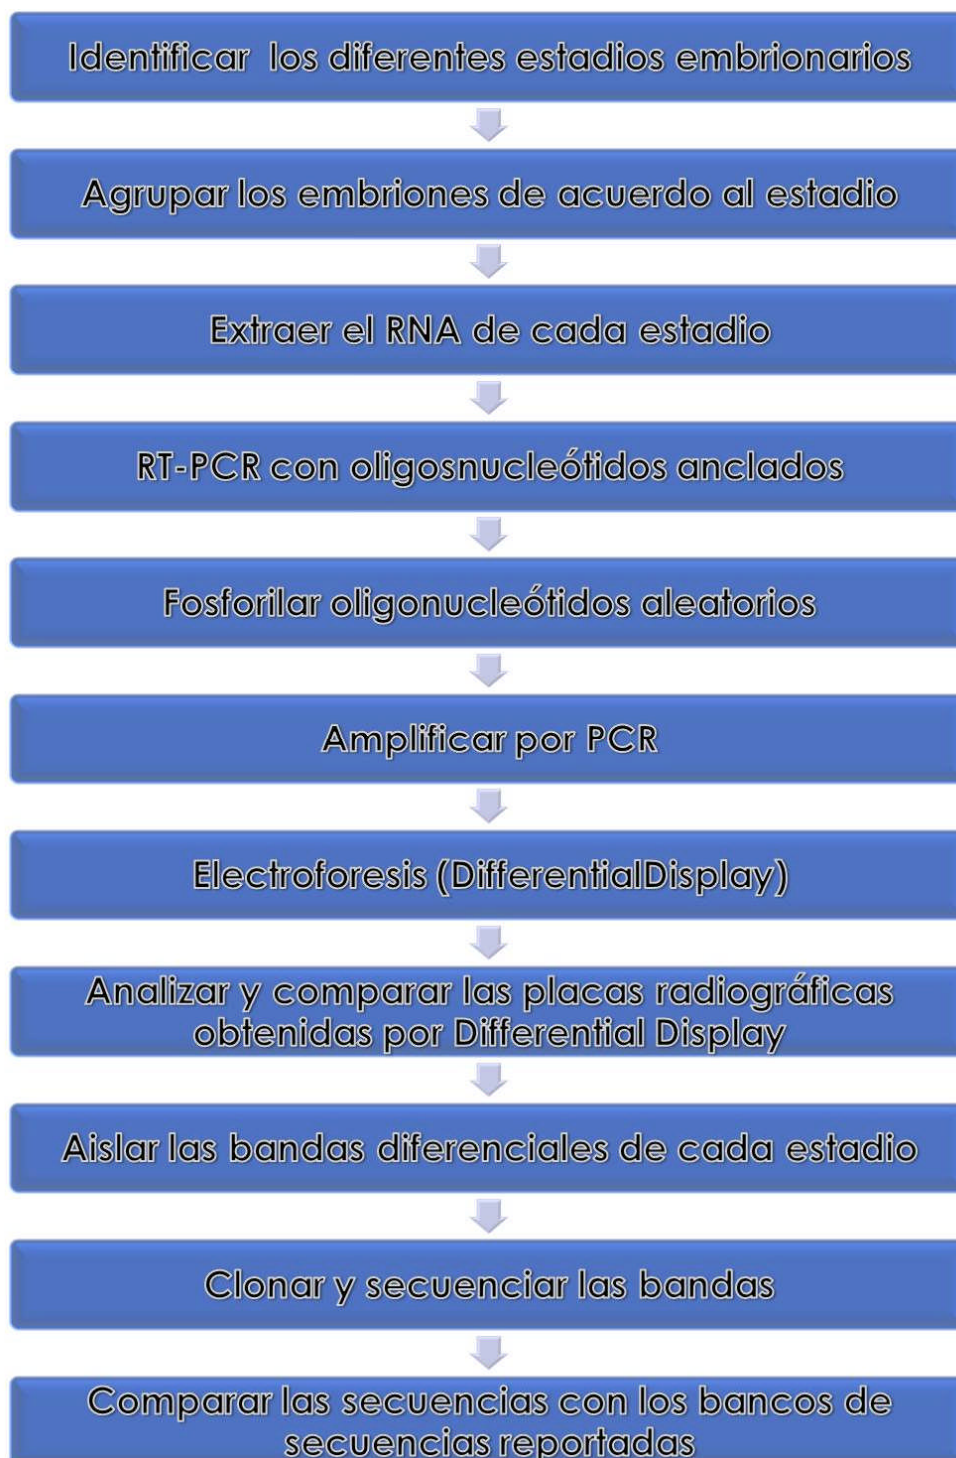 Identificar los diferentes estadios embrionarios
Agrupar los embriones de acuerdo al estadio
Extraer el RNA de cada estadio
RT-PCR con oligosnucleótidos anclados
Fosforilar oligonucleótidos aleatorios
Amplificar por PCR
Electroforesis (DifferentialDisplay)
Analizar y comparar las placas radiográficas
obtenidas por Differential Display
Aislar las bandas diferenciales de cada estadio
Clonar y secuenciar las bandas
Comparar las secuencias con los bancos de
secuencias reportadas